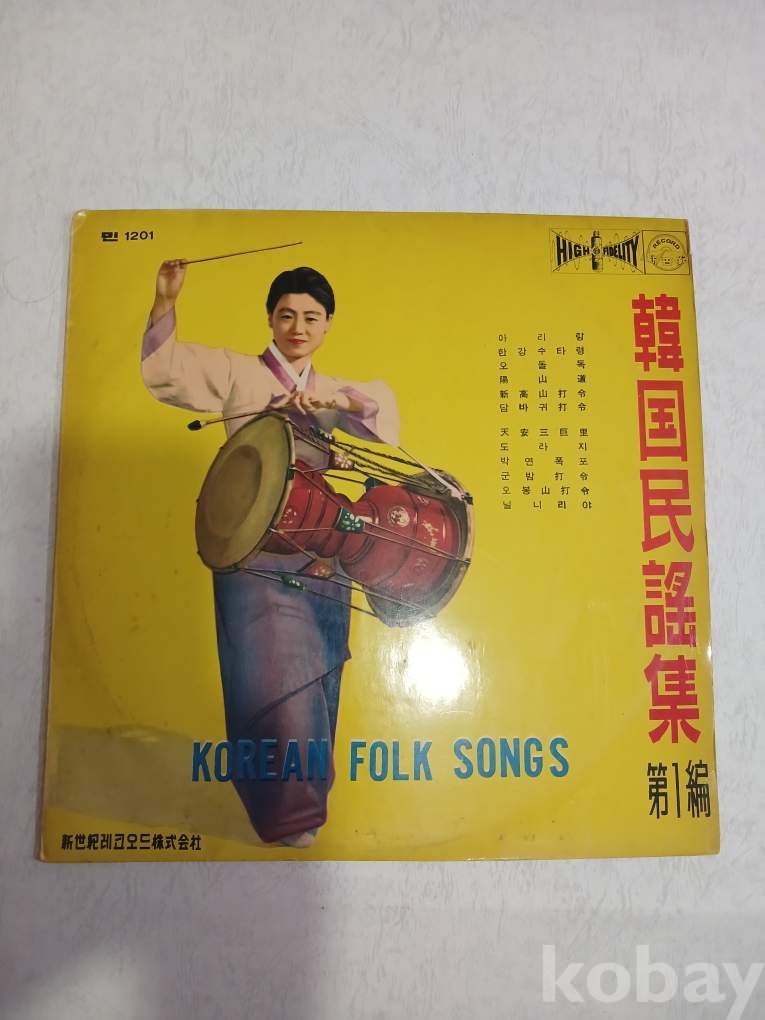 민 1201
HIGH FIDELITY
RECORD
新世紀
韓国民謠集
第1編
아리랑
한강수타령
오돌독
陽山道
新高山打令
담바귀打令
天安三巨里
도라지
박연폭포
군밤打令
오봉山打令
닐니리야
KOREAN FOLK SONGS
新世紀레코오드株式会社
kobay